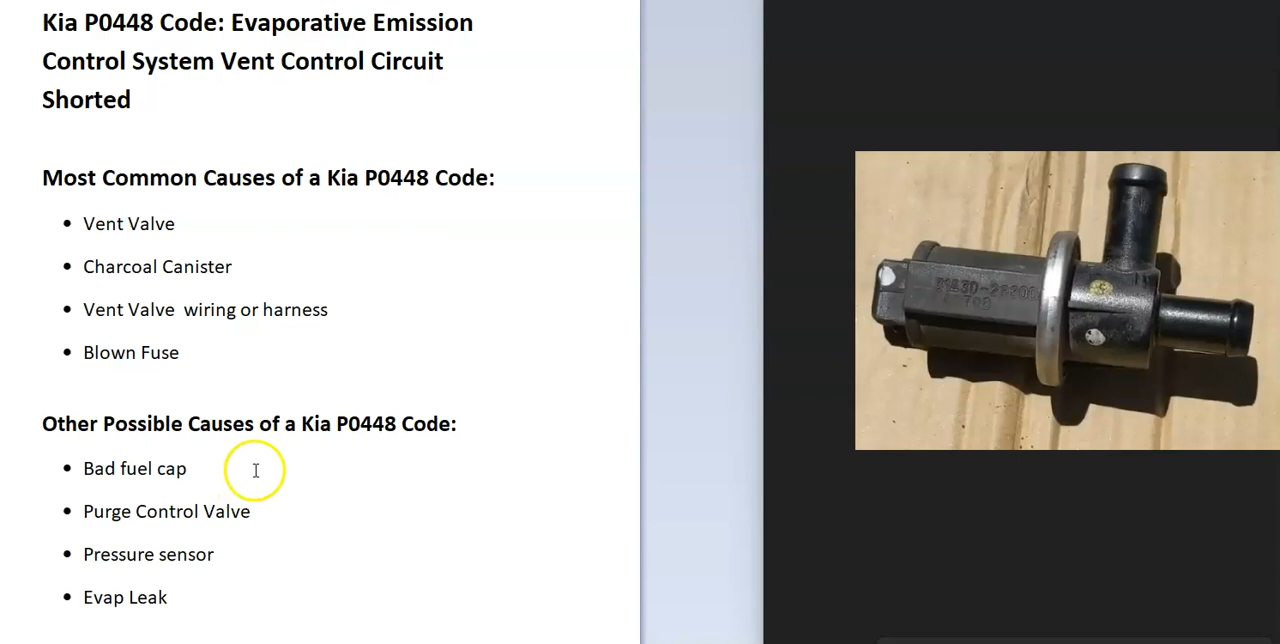 Kia P0448 Code: Evaporative Emission
Control System Vent Control Circuit
Shorted
Most Common Causes of a Kia P0448 Code:
• Vent Valve
• Charcoal Canister
• Vent Valve  wiring or harness
• Blown Fuse
Other Possible Causes of a Kia P0448 Code:
• Bad fuel cap
• Purge Control Valve
• Pressure sensor
• Evap Leak